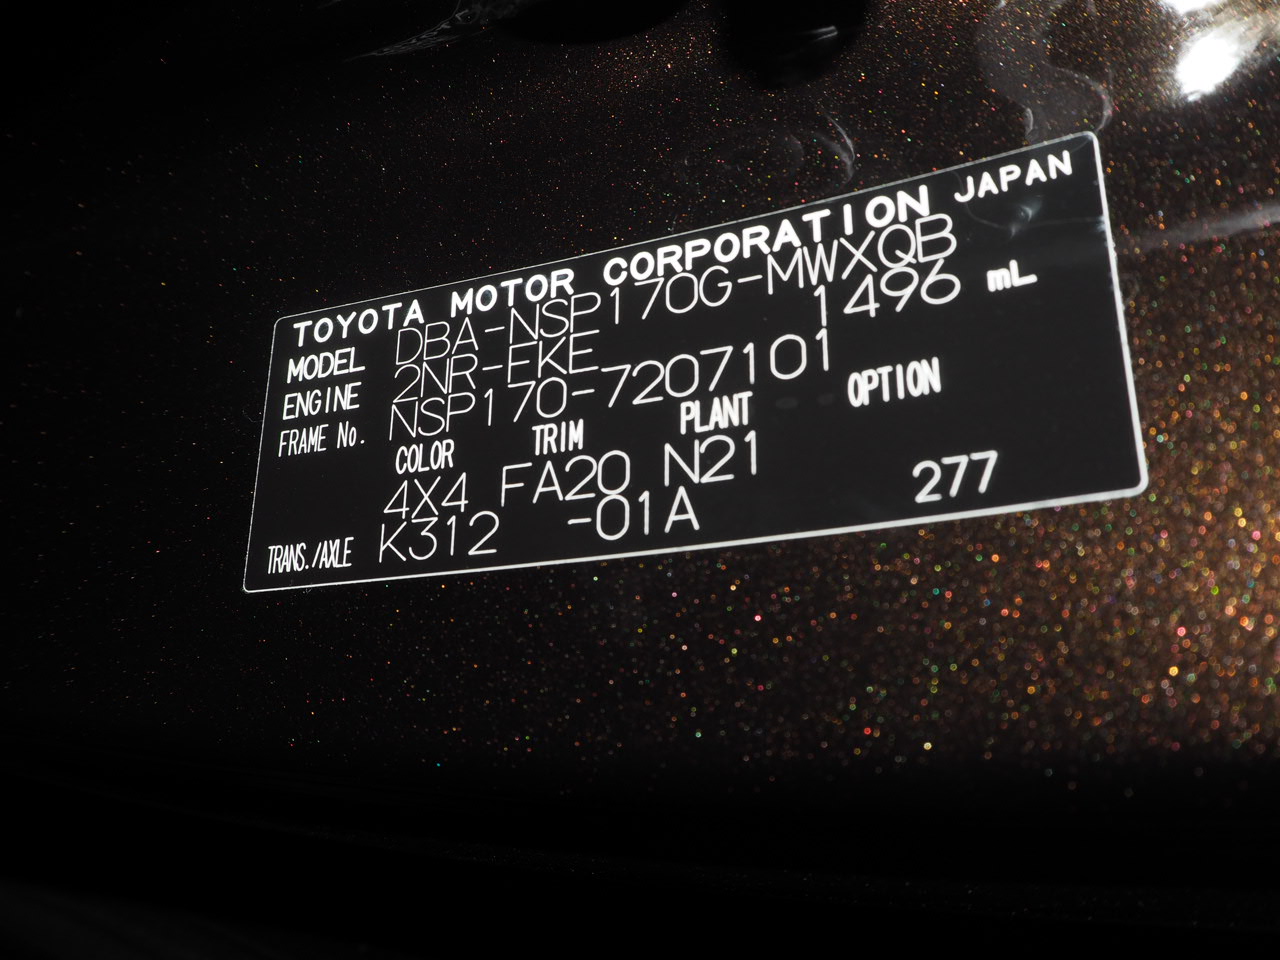 TOYOTA MOTOR CORPORATION JAPAN
MODEL DBA-NSP170G-MWXQB
ENGINE 2NR-FKE 1496 mL
FRAME No. NSP170-7207101
COLOR TRIM PLANT OPTION
4X4 FA20 N21
TRANS./AXLE K312 -01A 277